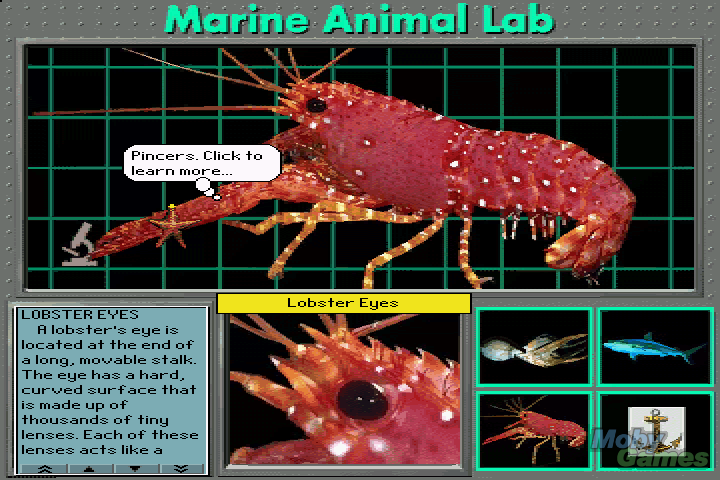 Marine Animal Lab
Pincers. Click to
learn more...
Lobster Eyes
LOBSTER EYES
A lobster's eye is
located at the end of
a long, movable stalk.
The eye has a hard,
curved surface that
is made up of
thousands of tiny
lenses. Each of these
lenses acts like a
Moby
Games